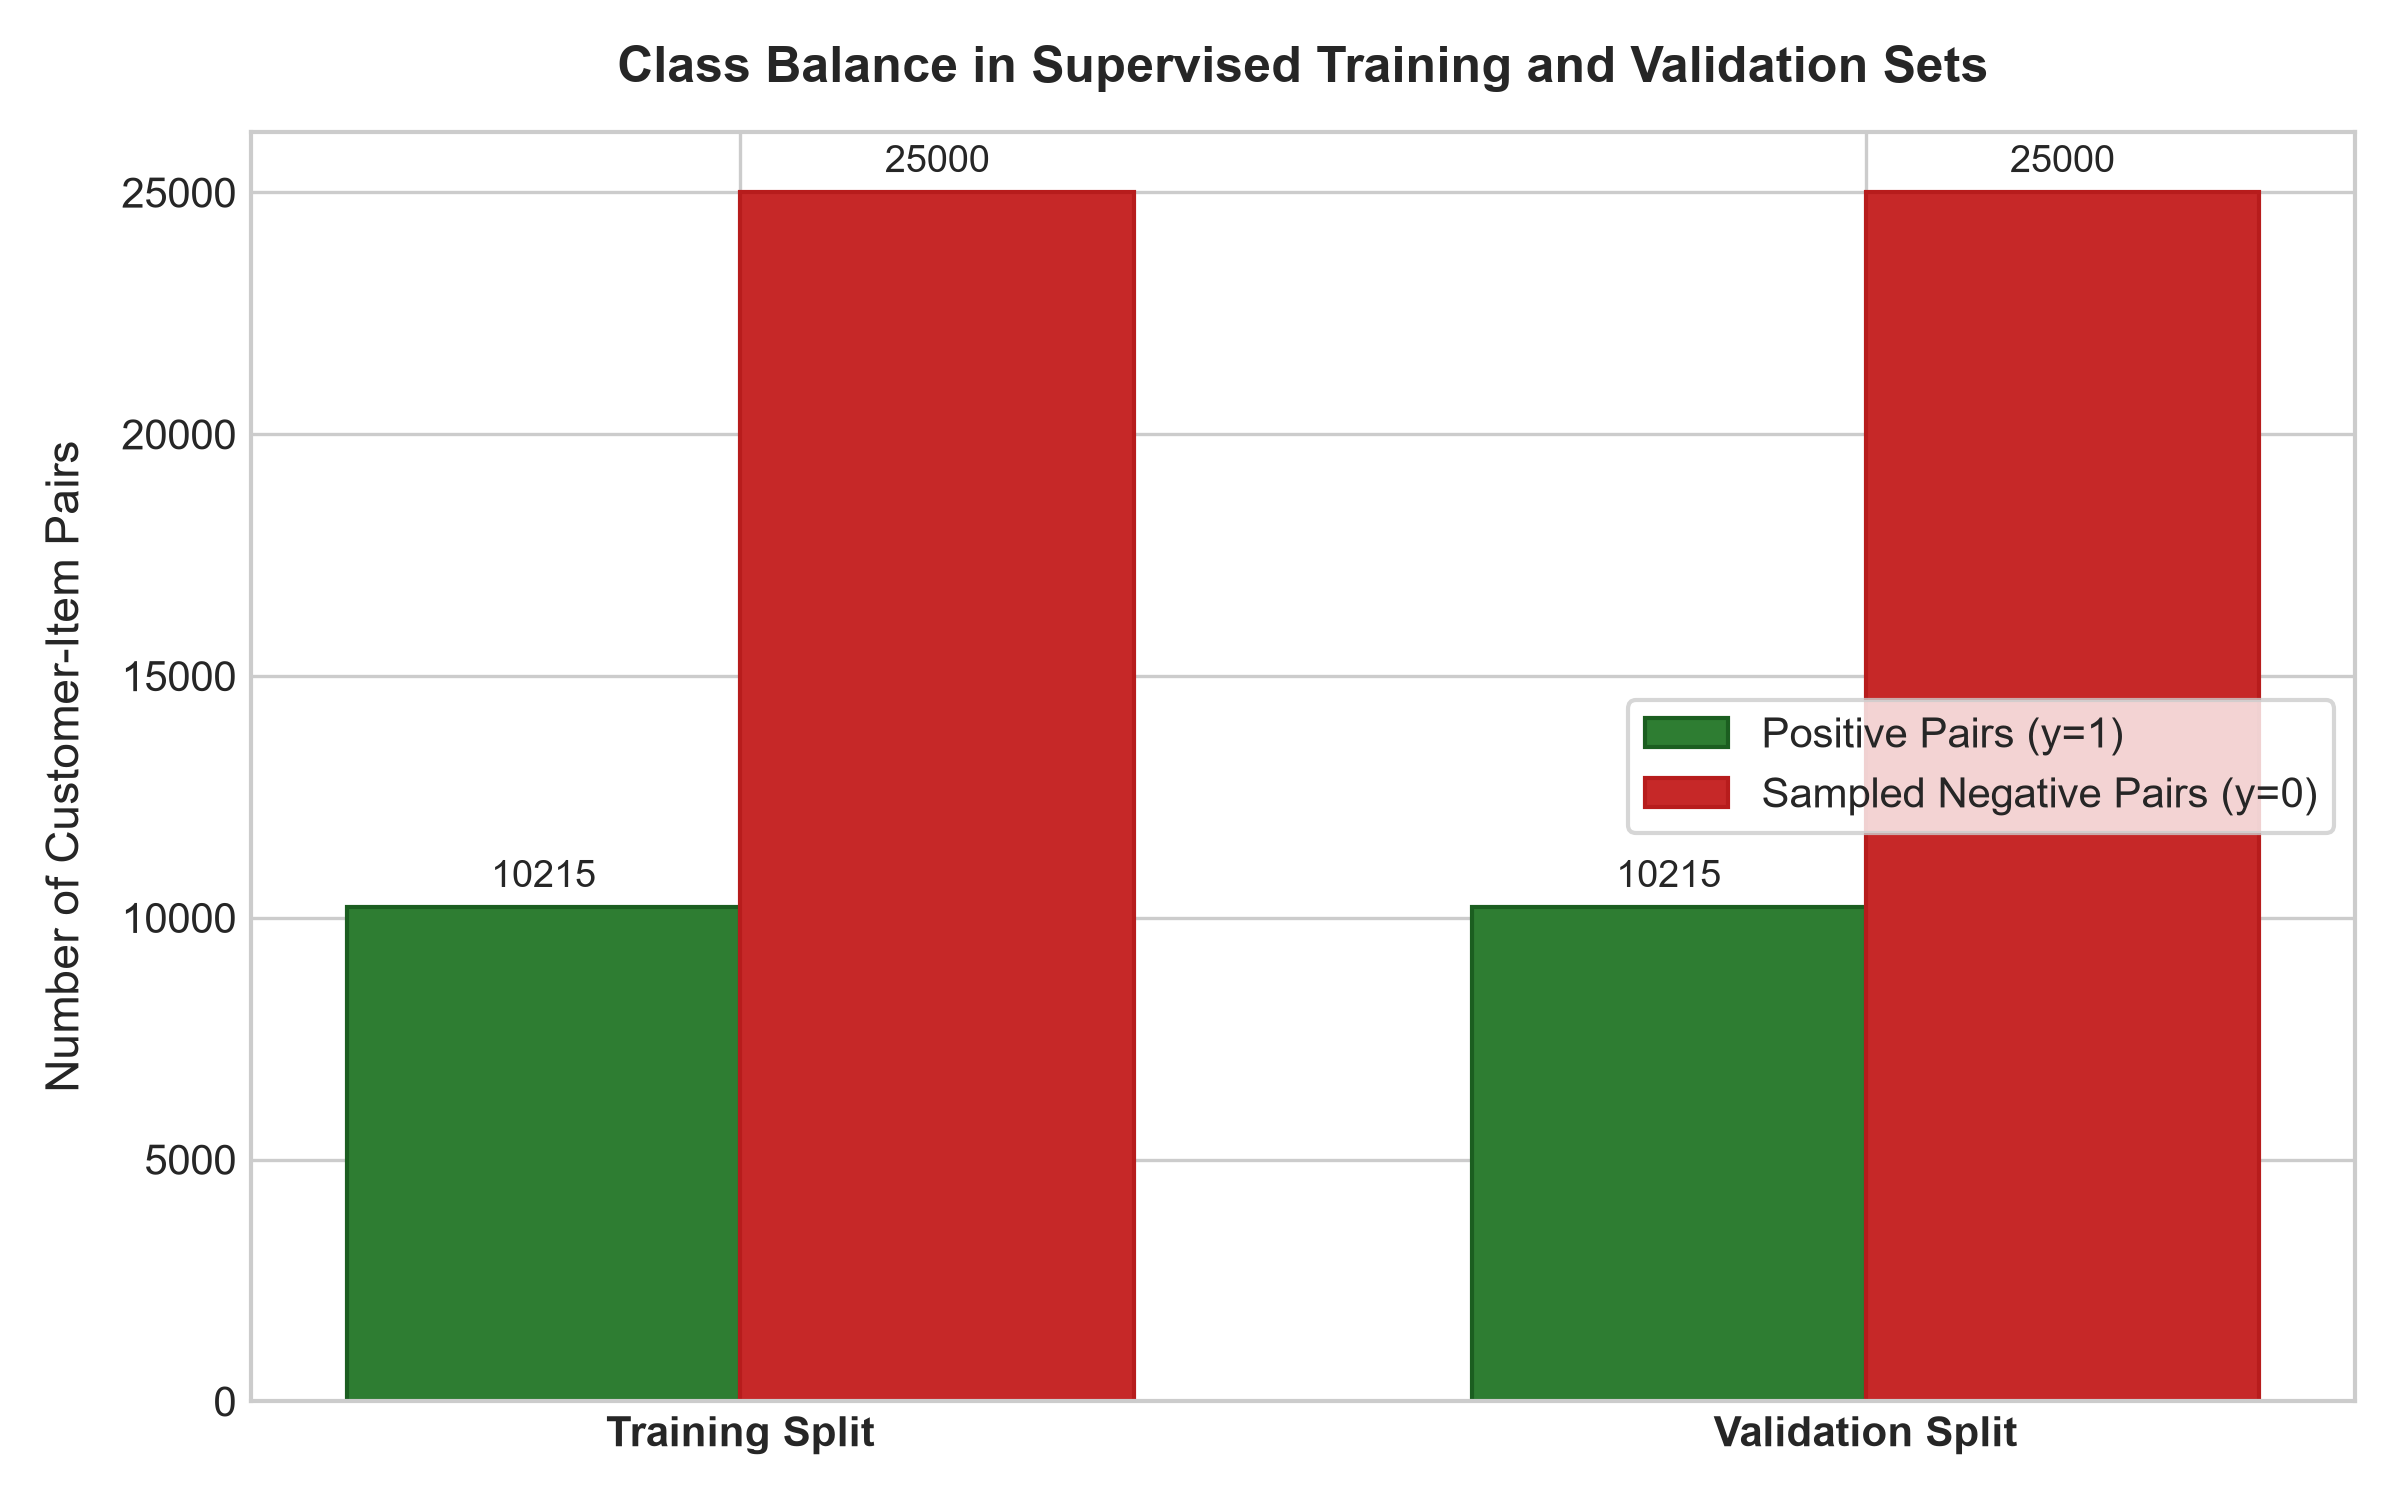 Class Balance in Supervised Training and Validation Sets
Number of Customer-Item Pairs
25000
20000
15000
10000
5000
0
10215
25000
10215
25000
Positive Pairs (y=1)
Sampled Negative Pairs (y=0)
Training Split
Validation Split